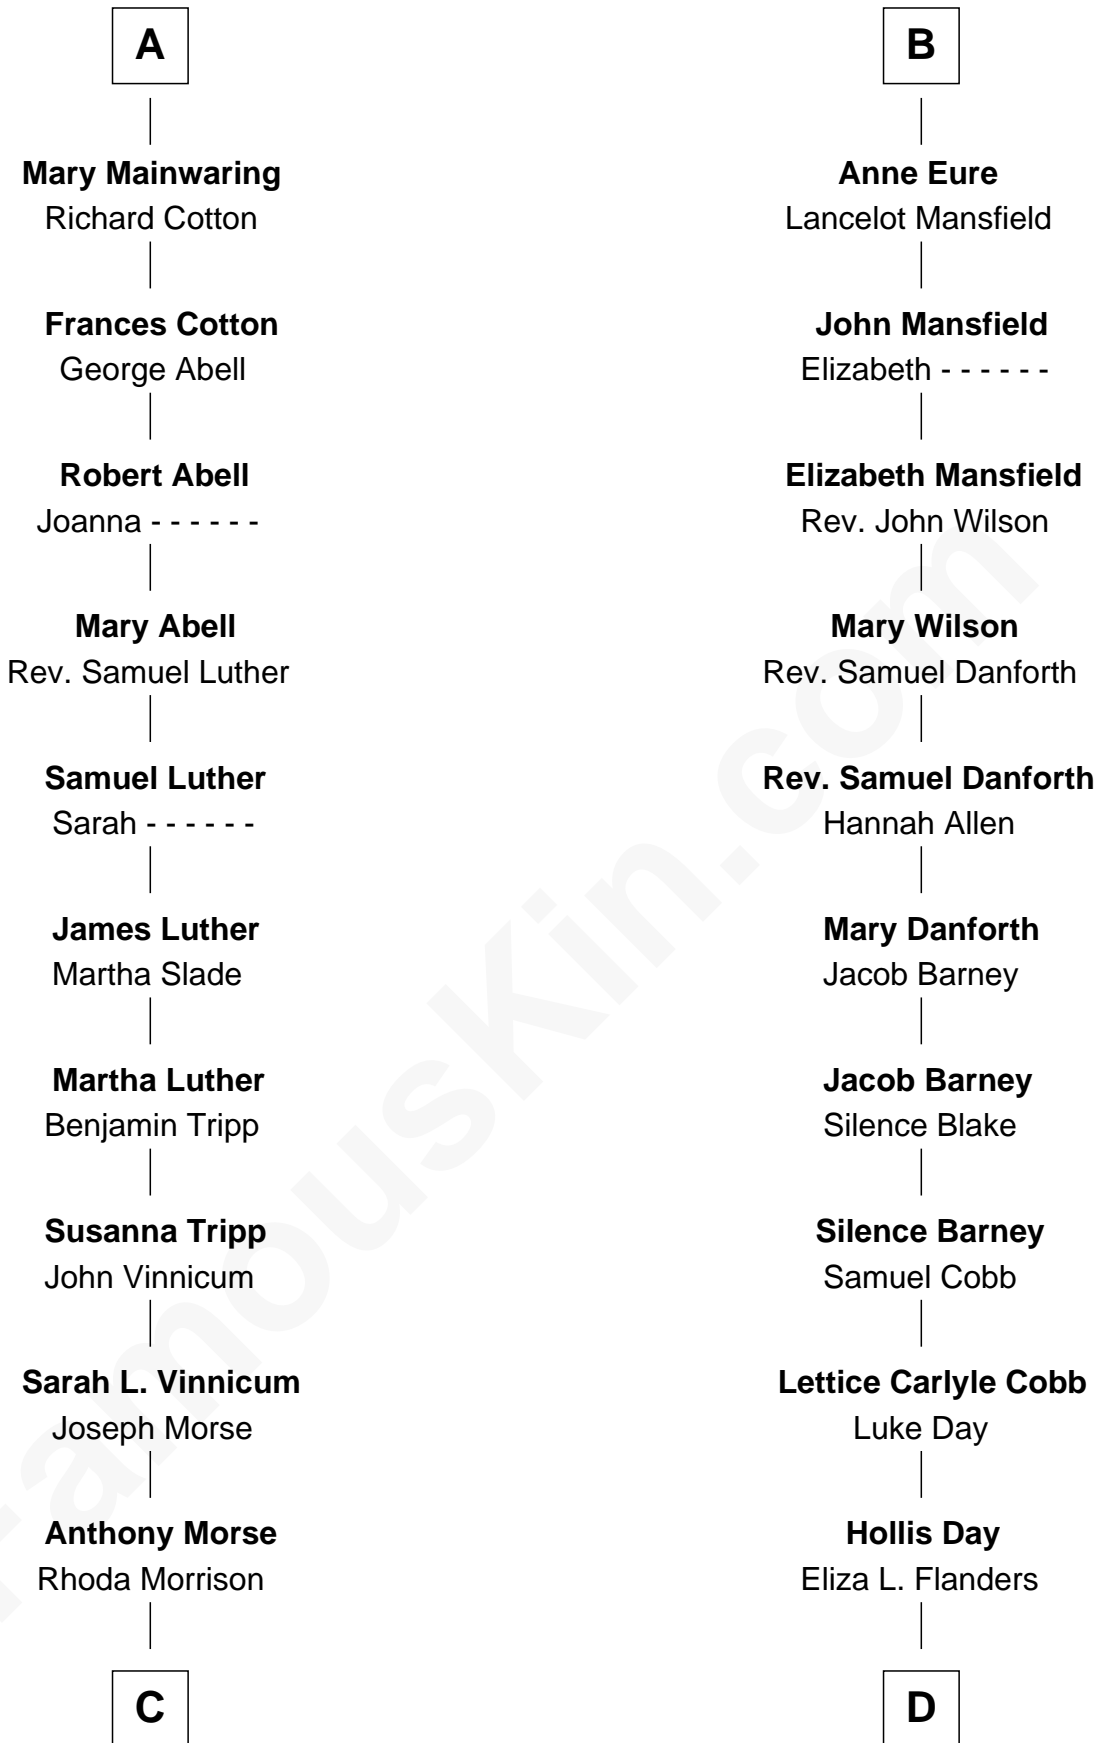 A
Mary Mainwaring
Richard Cotton
Frances Cotton
George Abell
Robert Abell
Joanna - - - - - -
Mary Abell
Rev. Samuel Luther
Samuel Luther
Sarah - - - - - -
James Luther
Martha Slade
Martha Luther
Benjamin Tripp
Susanna Tripp
John Vinnicum
Sarah L. Vinnicum
Joseph Morse
Anthony Morse
Rhoda Morrison
C
B
Anne Eure
Lancelot Mansfield
John Mansfield
Elizabeth - - - - - -
Elizabeth Mansfield
Rev. John Wilson
Mary Wilson
Rev. Samuel Danforth
Rev. Samuel Danforth
Hannah Allen
Mary Danforth
Jacob Barney
Jacob Barney
Silence Blake
Silence Barney
Samuel Cobb
Lettice Carlyle Cobb
Luke Day
Hollis Day
Eliza L. Flanders
D
FamousKin.com